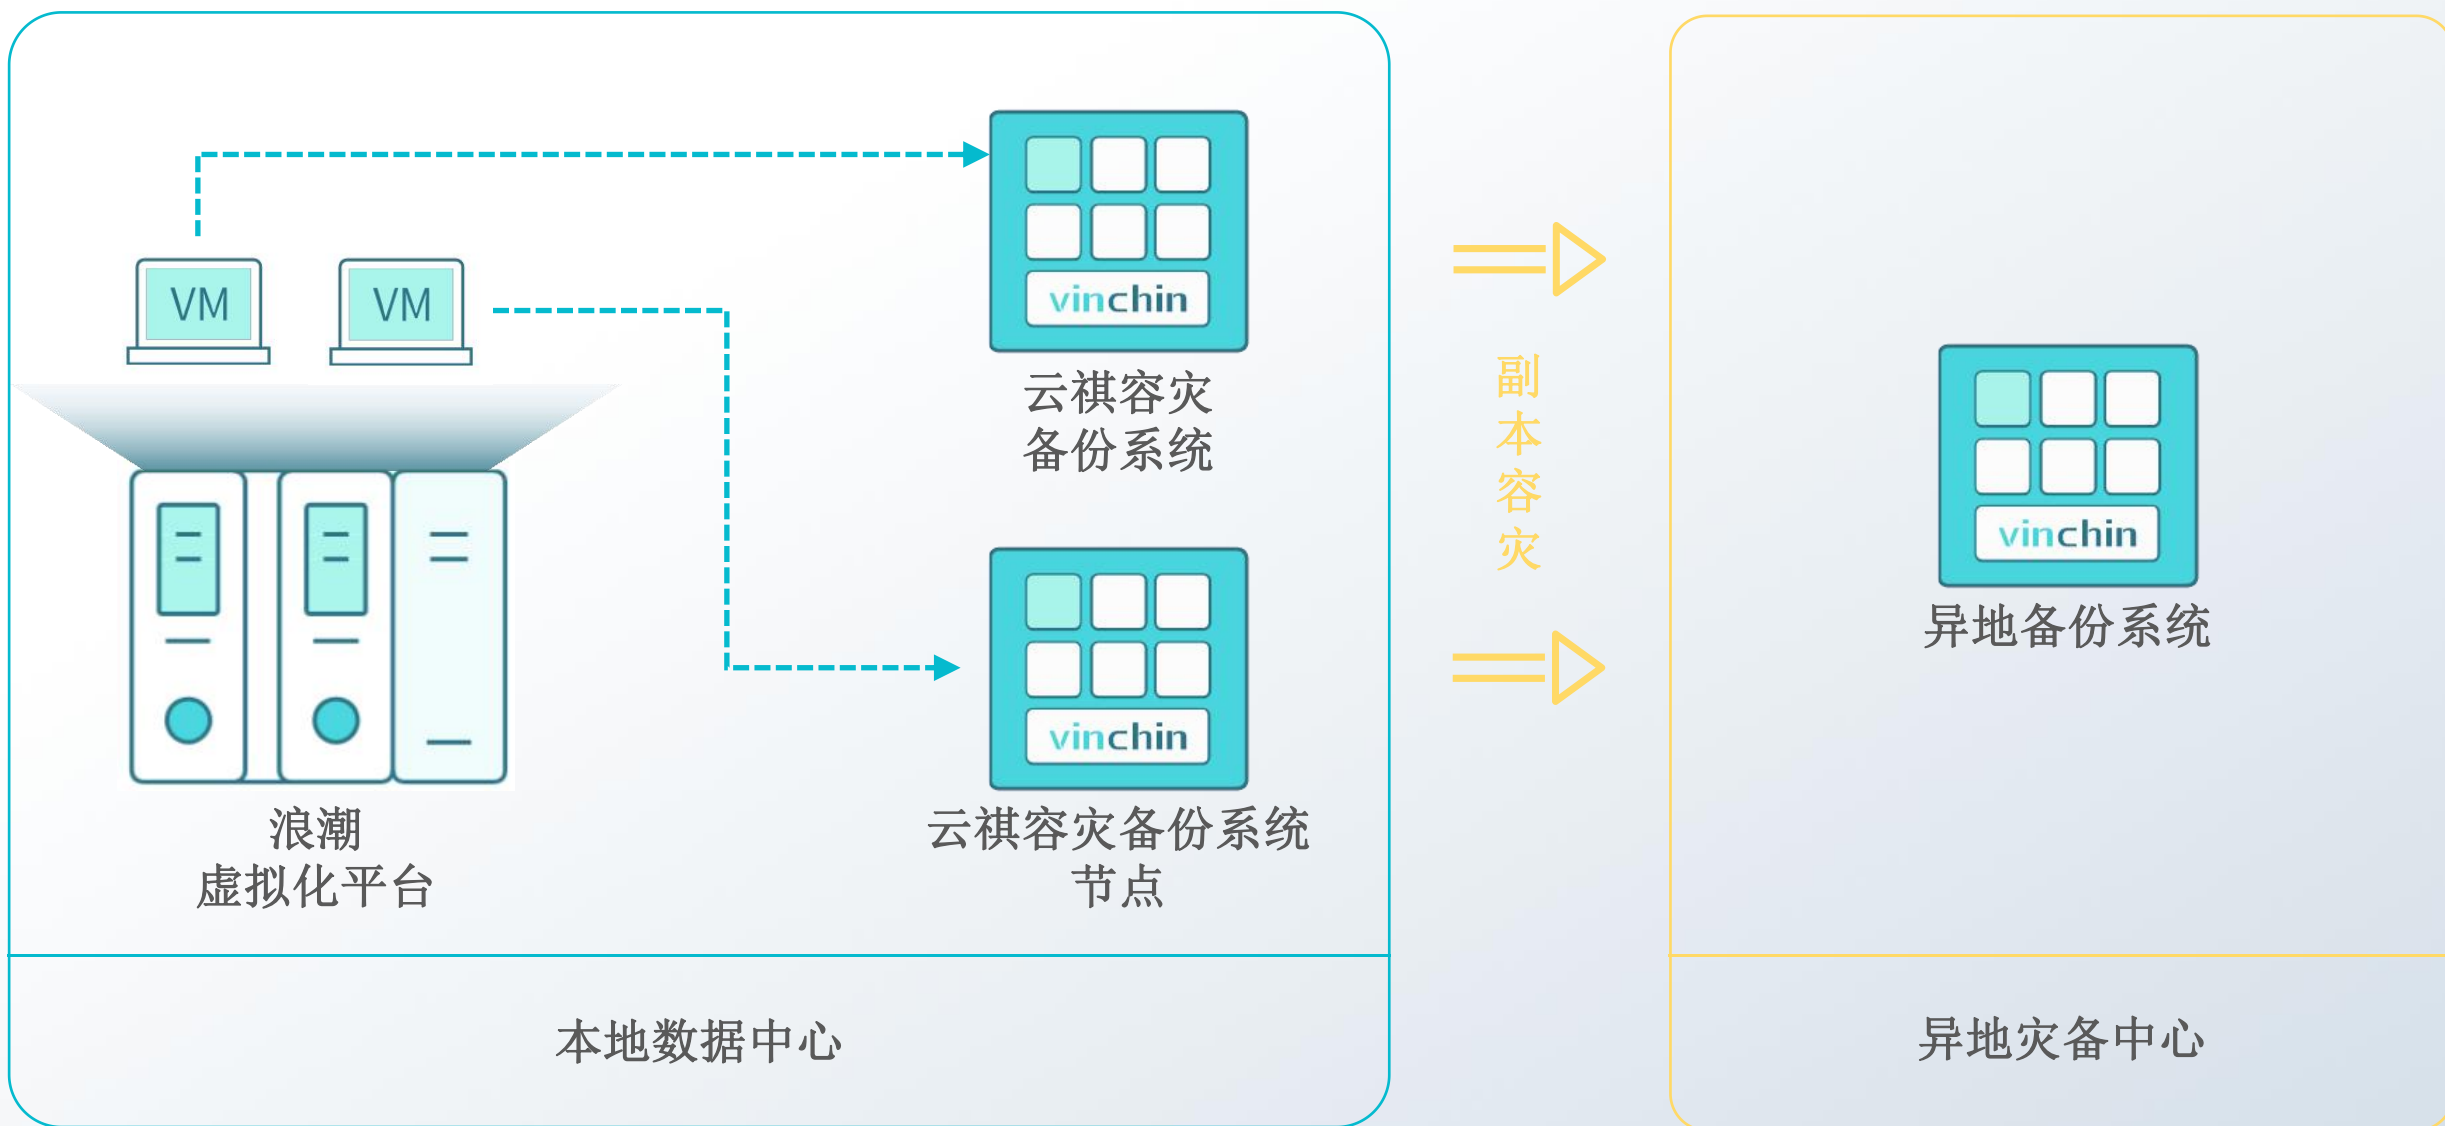 VM
VM
浪潮
虚拟化平台
vinchin
云祺容灾
备份系统
vinchin
云祺容灾备份系统
节点
本地数据中心
副本容灾
vinchin
异地备份系统
异地灾备中心